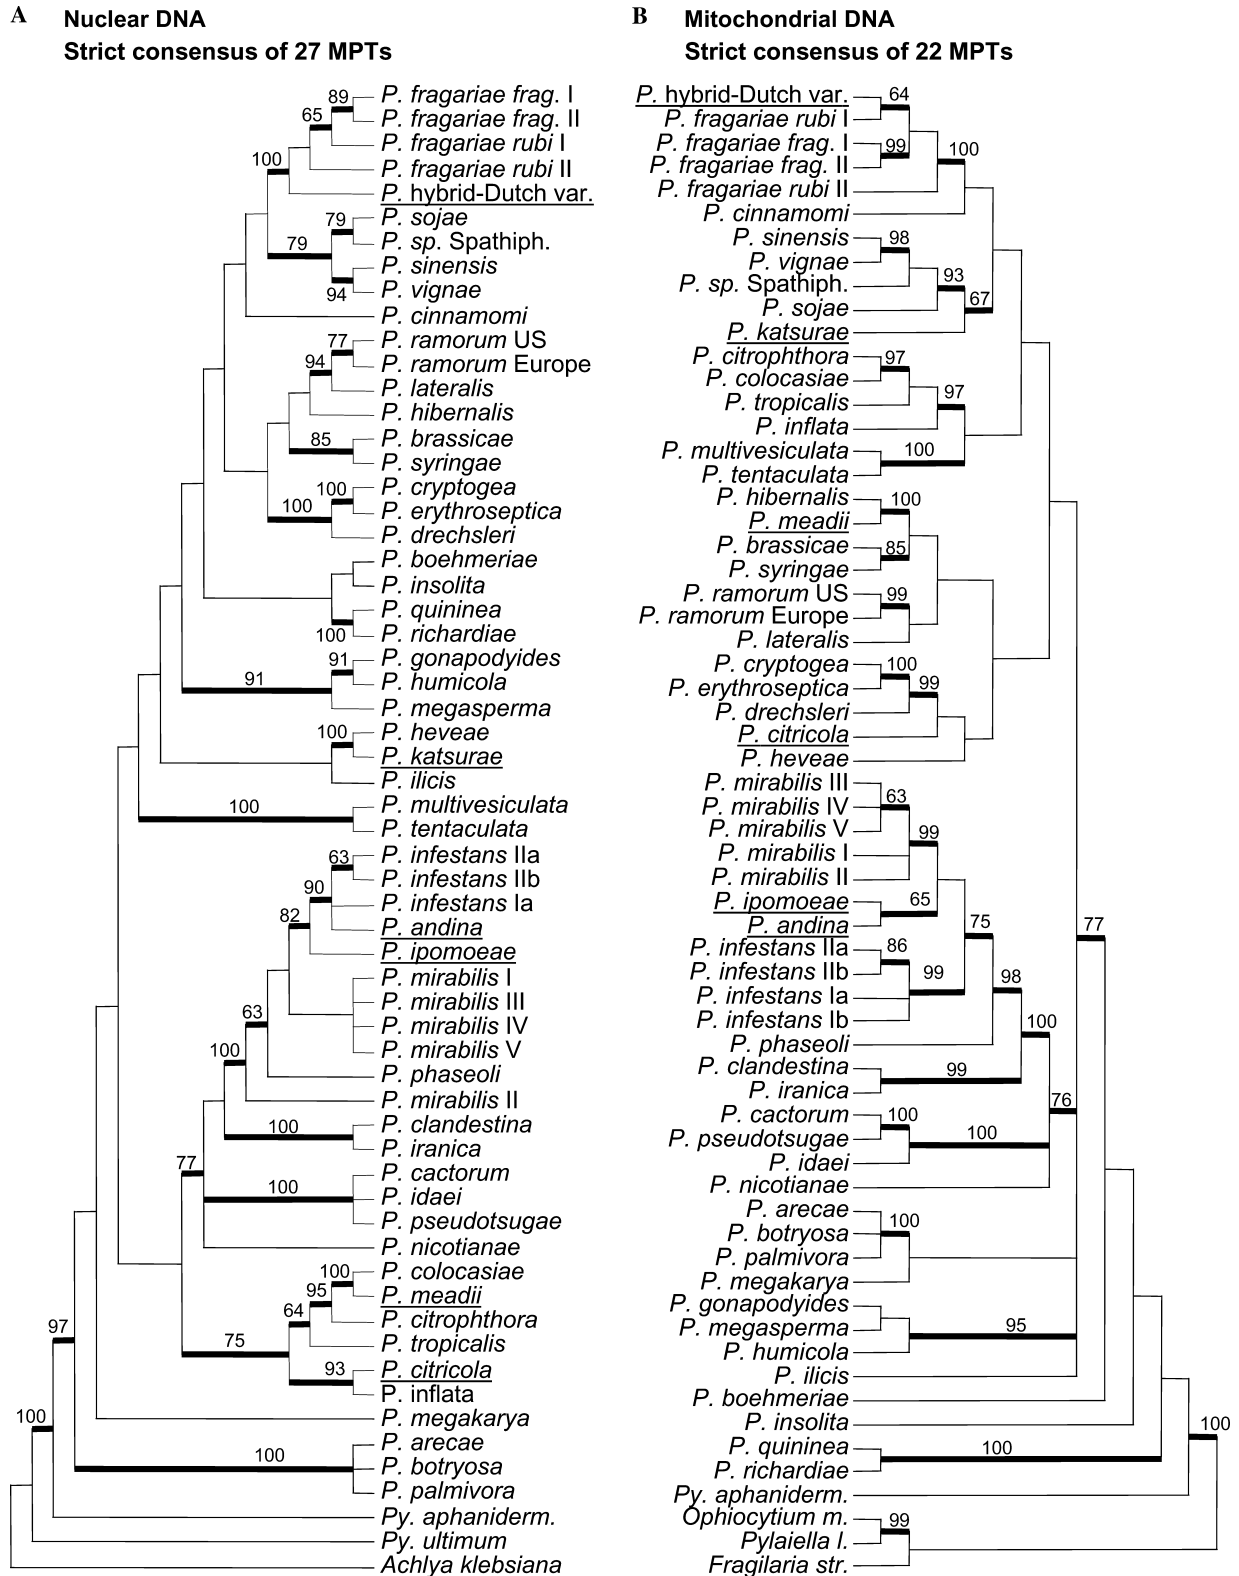 A Nuclear DNA
Strict consensus of 27 MPTs
89
P. fragariae frag. I
65
P. fragariae frag. II
P. fragariae rubi I
100
P. fragariae rubi II
P. hybrid-Dutch var.
79
P. sojae
79
P. sp. Spathiph.
P. sinensis
94
P. vignae
P. cinnamomi
77
P. ramorum US
94
P. ramorum Europe
P. lateralis
P. hibernalis
85
P. brassicae
P. syringae
100
P. cryptogea
100
P. erythroseptica
P. drechsleri
P. boehmeriae
P. insolita
P. quininea
100
P. richardiae
91
P. gonapodyides
91
P. humicola
P. megasperma
100
P. heveae
P. katsurae
P. ilicis
100
P. multivesiculata
P. tentaculata
63
P. infestans IIa
90
P. infestans IIb
P. infestans Ia
82
P. andina
P. ipomoeae
P. mirabilis I
P. mirabilis III
63
P. mirabilis IV
100
P. mirabilis V
P. phaseoli
P. mirabilis II
100
P. clandestina
P. iranica
77
P. cactorum
100
P. idaei
P. pseudotsugae
P. nicotianae
100
P. colocasiae
95
P. meadii
64
P. citrophthora
75
P. tropicalis
93
P. citricola
P. inflata
97
P. megakarya
100
P. arecae
100
P. botryosa
P. palmivora
Py. aphaniderm.
Py. ultimum
Achlya klebsiana
B Mitochondrial DNA
Strict consensus of 22 MPTs
P. hybrid-Dutch var.
64
P. fragariae rubi I
P. fragariae frag. I
99
100
P. fragariae frag. II
P. fragariae rubi II
P. cinnamomi
P. sinensis
98
P. vignae
P. sp. Spathiph.
93
P. sojae
67
P. katsurae
P. citrophthora
97
P. colocasiae
P. tropicalis
97
P. inflata
P. multivesiculata
100
P. tentaculata
P. hibernalis
100
P. meadii
P. brassicae
85
P. syringae
P. ramorum US
99
P. ramorum Europe
P. lateralis
P. cryptogea
100
P. erythroseptica
99
P. drechsleri
P. citricola
P. heveae
P. mirabilis III
P. mirabilis IV
63
P. mirabilis V
99
P. mirabilis I
P. mirabilis II
P. ipomoeae
65
P. andina
75
77
P. infestans IIa
86
P. infestans IIb
99
98
P. infestans Ia
P. infestans Ib
100
P. phaseoli
P. clandestina
99
P. iranica
76
P. cactorum
100
P. pseudotsugae
100
P. idaei
P. nicotianae
P. arecae
100
P. botryosa
P. palmivora
P. megakarya
P. gonapodyides
P. megasperma
95
P. humicola
P. ilicis
P. boehmeriae
P. insolita
100
P. quininea
100
P. richardiae
Py. aphaniderm.
Ophiocytium m.
99
Pylaiella l.
Fragilaria str.